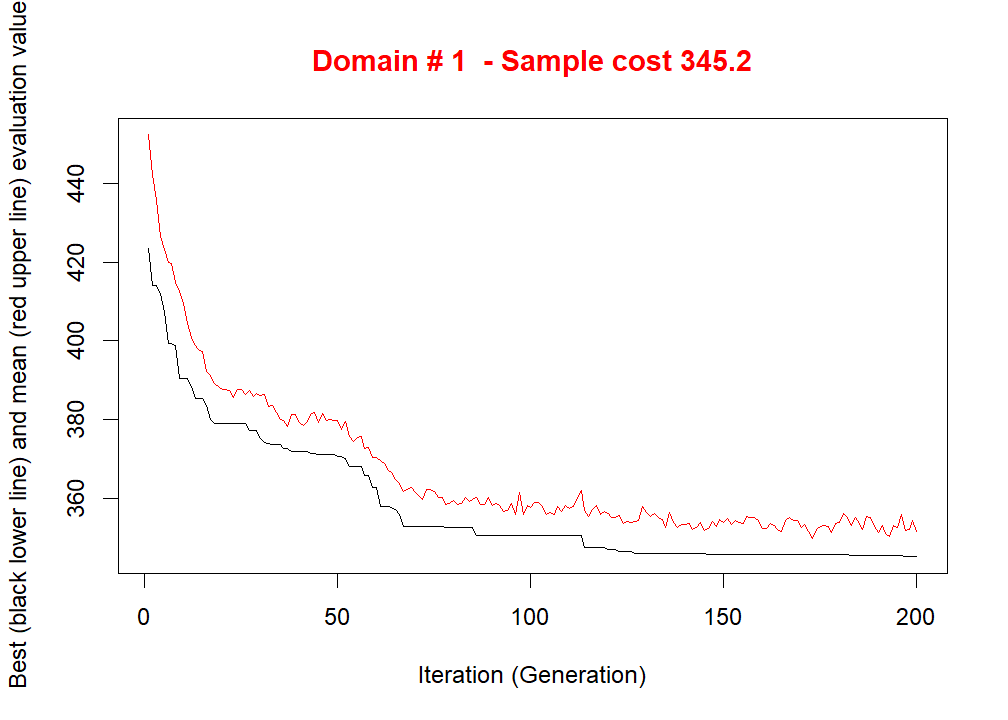 Domain # 1  - Sample cost 345.2
Best (black lower line) and mean (red upper line) evaluation value
440
420
400
380
360
0 50 100 150 200
Iteration (Generation)